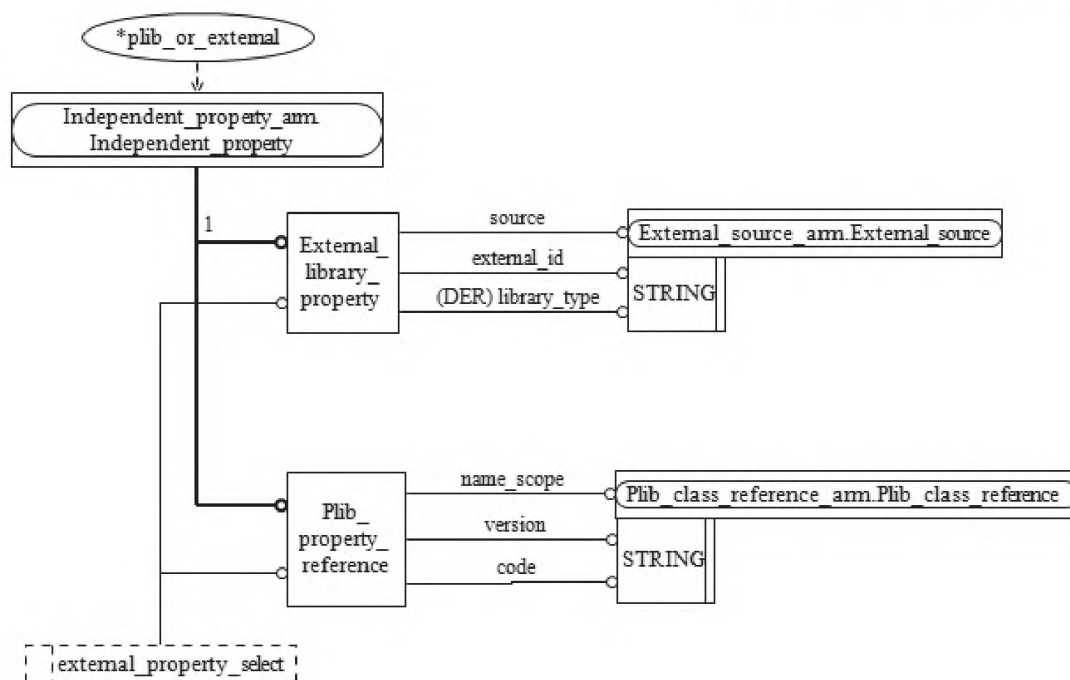 *plib_or_external
Independent_property_arm.
Independent_property
1
External_
library_
property
source
External_source_arm.External_source
external_id
(DER) library_type
STRING
Plib_
property_
reference
name_scope
Plib_class_reference_arm.Plib_class_reference
version
code
STRING
external_property_select